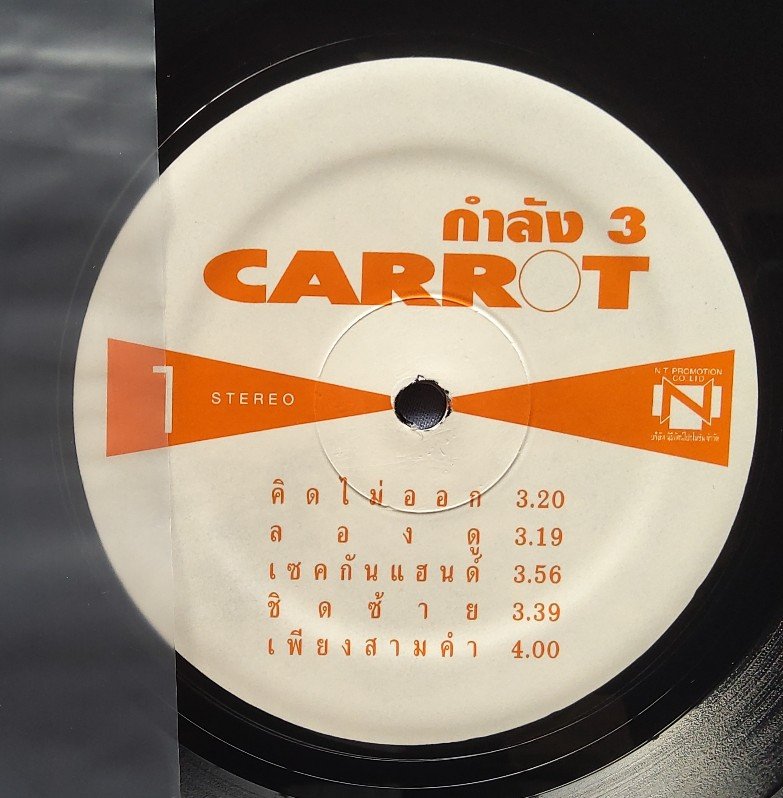 กำลัง 3
CARROT
1
STEREO
N.T. PROMOTION
CO.LTD
N
คิดไม่ออก 3.20
ลองดู 3.19
เซคกันแฮนด์ 3.56
ชิดซ้าย 3.39
เพียงสามคำ 4.00